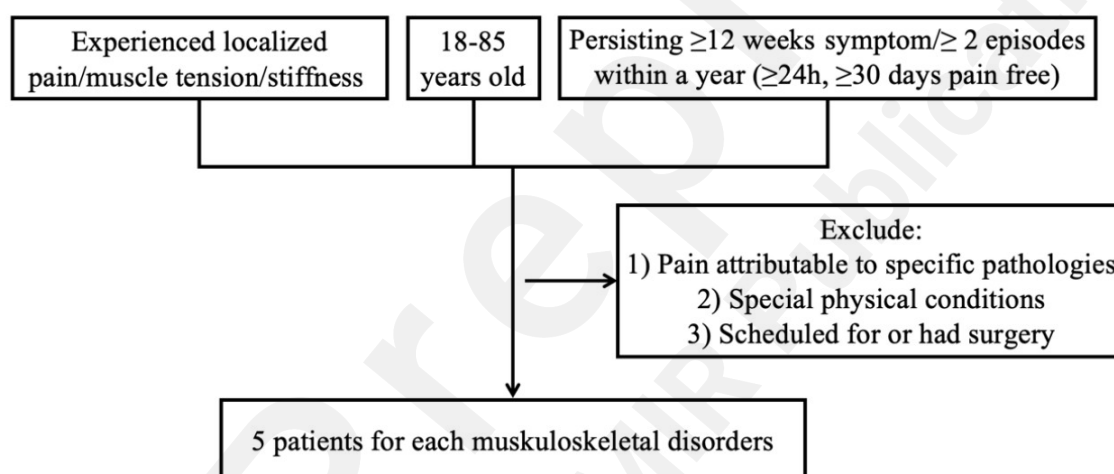 Experienced localized
pain/muscle tension/stiffness
18-85
years old
Persisting ≥12 weeks symptom/≥ 2 episodes
within a year (≥24h, ≥30 days pain free)
Exclude:
1) Pain attributable to specific pathologies
2) Special physical conditions
3) Scheduled for or had surgery
5 patients for each muskuloskeletal disorders